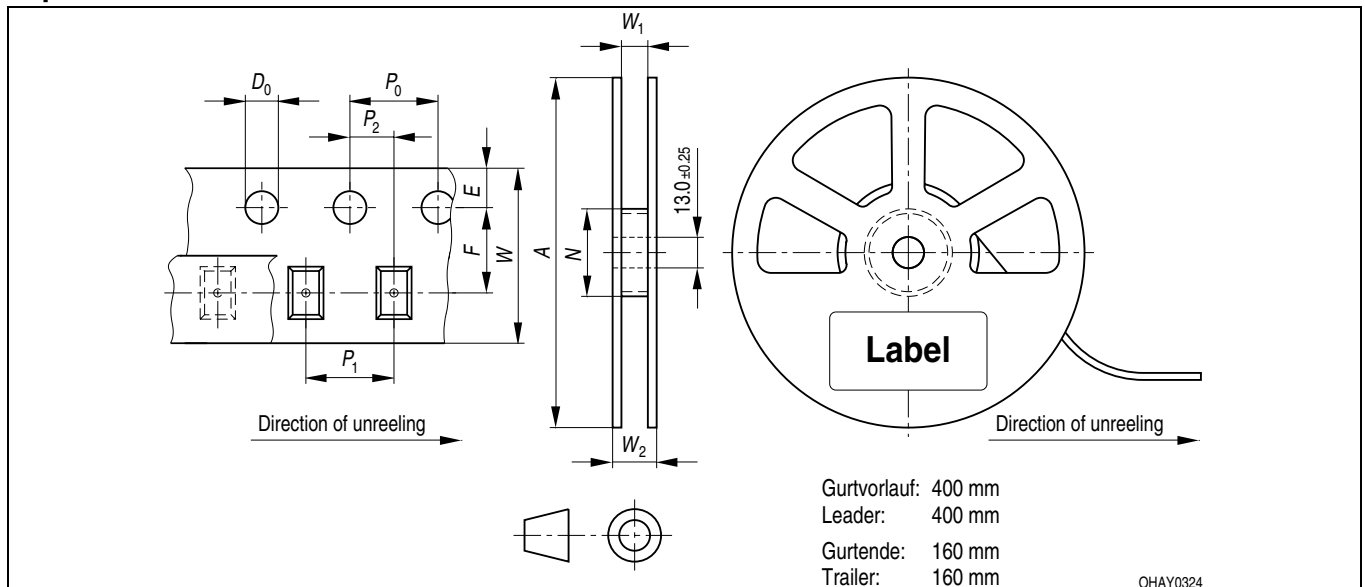 W1
D0
P0
P2
E
F
W
A
N
13.0 ±0.25
P1
W2
Label
Direction of unreeling
Direction of unreeling
Gurtvorlauf: 400 mm
Leader: 400 mm
Gurtende: 160 mm
Trailer: 160 mm
OHAY0324